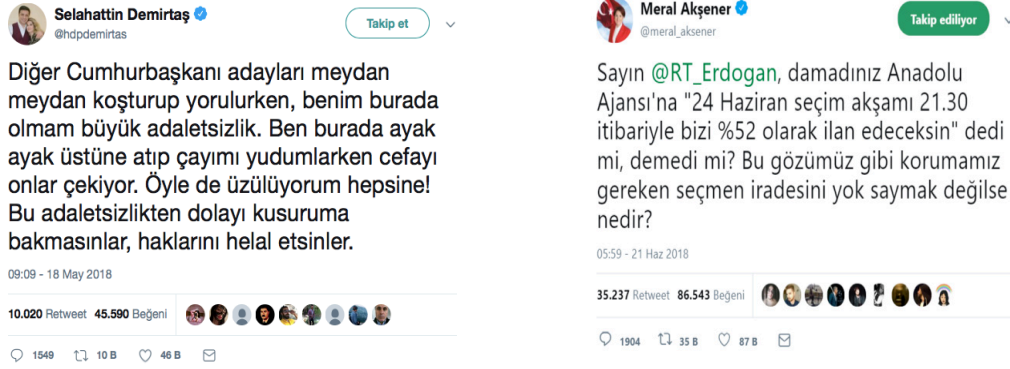 Selahattin Demirtaş
@hdpdemirtas
Takip et
Diğer Cumhurbaşkanı adayları meydan
meydan koşturup yorulurken, benim burada
olmam büyük adaletsizlik. Ben burada ayak
ayak üstüne atıp çayımı yudumlarken cefayı
onlar çekiyor. Öyle de üzülüyorum hepsine!
Bu adaletsizlikten dolayı kusuruma
bakmasınlar, haklarını helal etsinler.
09:09 - 18 May 2018
10.020 Retweet 45.590 Beğeni
1549 10 B 46 B
Meral Akşener
@meral_aksener
Takip ediliyor
Sayın @RT_Erdogan, damadınız Anadolu
Ajansı'na "24 Haziran seçim akşamı 21.30
itibariyle bizi %52 olarak ilan edeceksin" dedi
mi, demedi mi? Bu gözümüz gibi korumamız
gereken seçmen iradesini yok saymak değilse
nedir?
05:59 - 21 Haz 2018
35.237 Retweet 86.543 Beğeni
1904 35 B 87 B